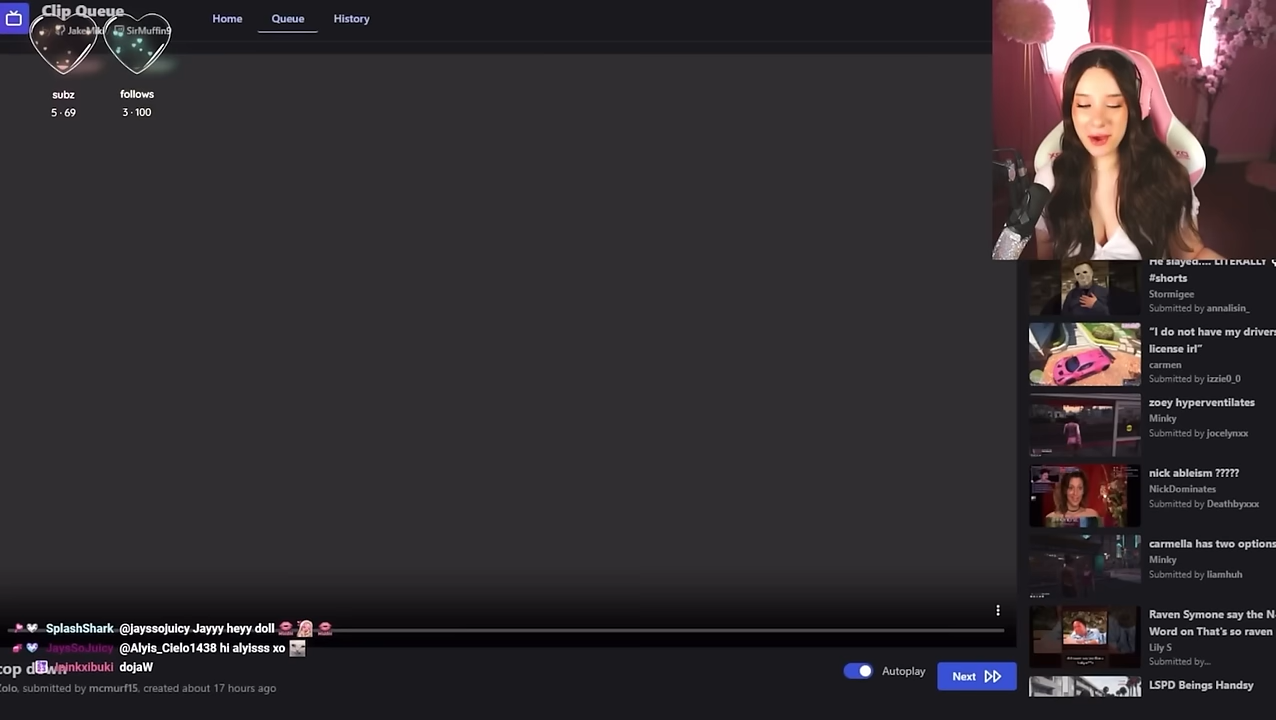 Clip Queue
JakeMiki SirMuffin9
Home Queue History
subz follows
5 · 69 3 · 100
He slayed.... LITERALLY
#shorts
Stormigee
Submitted by annalisin_
“I do not have my drivers
license irl”
carmen
Submitted by izzie0_0
zoey hyperventilates
Minky
Submitted by jocelynxx
nick ableism ?????
NickDominates
Submitted by Deathbyxxx
carmella has two options
Minky
Submitted by liamhuh
Raven Symone say the N-
Word on That's so raven
Lily S
Submitted by...
LSPD Beings Handsy
SplashShark @jayssojuicy Jayyy heyy doll
JaysSoJuicy @Alyis_Cielo1438 hi alyisss xo
dojaW
top down
submitted by mcmurf15, created about 17 hours ago
Autoplay Next